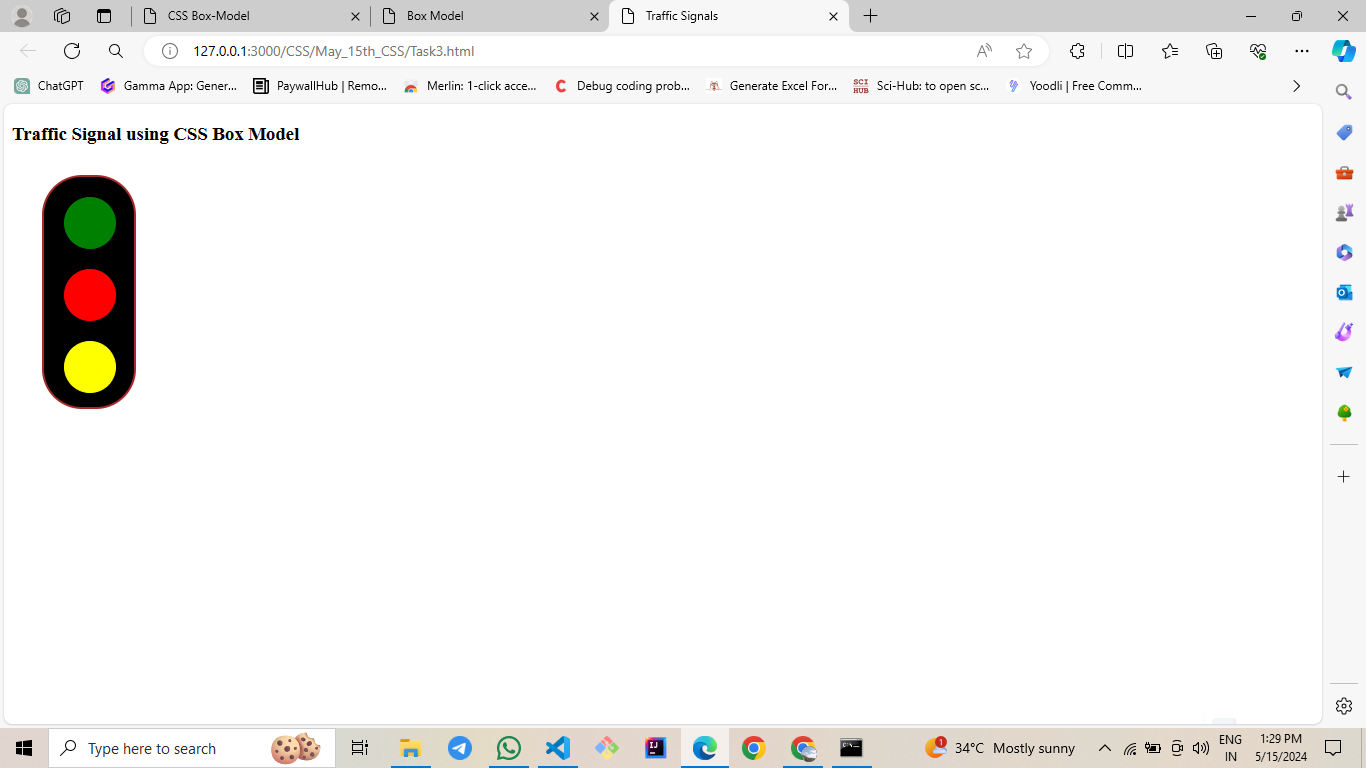 CSS Box-Model
Box Model
Traffic Signals
127.0.0.1:3000/CSS/May_15th_CSS/Task3.html
ChatGPT
Gamma App: Gener...
PaywallHub | Remo...
Merlin: 1-click acce...
Debug coding prob...
Generate Excel For...
SCI HUB
Sci-Hub: to open sc...
Yoodli | Free Comm...
Traffic Signal using CSS Box Model
Type here to search
1
34°C Mostly sunny
ENG
IN
1:29 PM
5/15/2024